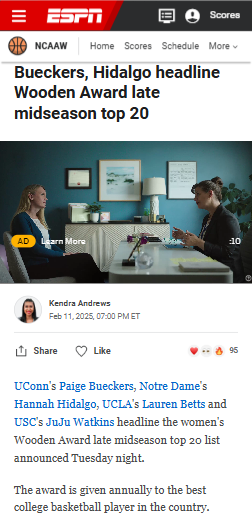 ESPN
Scores
NCAAW
Home Scores Schedule More
Bueckers, Hidalgo headline
Wooden Award late
midseason top 20
AD Learn More :10
Kendra Andrews
Feb 11, 2025, 07:00 PM ET
Share Like 95
UConn's Paige Bueckers, Notre Dame's
Hannah Hidalgo, UCLA's Lauren Betts and
USC's JuJu Watkins headline the women's
Wooden Award late midseason top 20 list
announced Tuesday night.
The award is given annually to the best
college basketball player in the country.